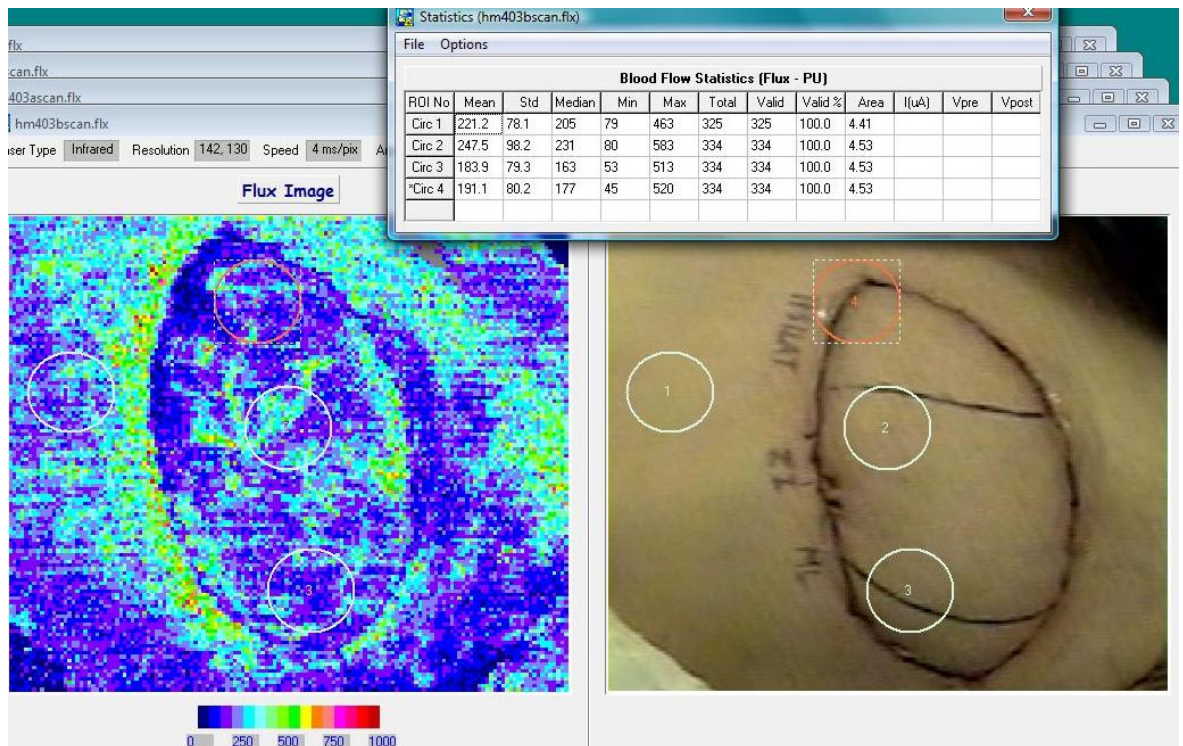 Statistics (hm403bscan.flx)
File Options
.flx
can.flx
403ascan.flx
hm403bscan.flx
Blood Flow Statistics (Flux - PU)
ROI No Mean Std Median Min Max Total Valid Valid % Area I(uA) Vpre Vpost
Circ 1 221.2 78.1 205 79 463 325 325 100.0 4.41
Circ 2 247.5 98.2 231 80 583 334 334 100.0 4.53
Circ 3 183.9 79.3 163 53 513 334 334 100.0 4.53
*Circ 4 191.1 80.2 177 45 520 334 334 100.0 4.53
ser Type Infrared Resolution 142, 130 Speed 4 ms/pix
Flux Image
1
2
3
4
1
2
3
ZI
0 250 500 750 1000